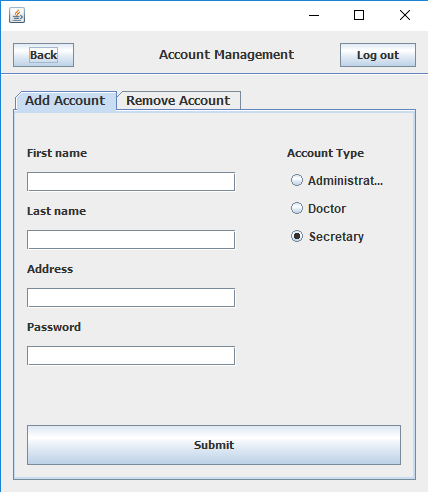 Back
Account Management
Log out
Add Account
Remove Account
First name
Account Type
Administrat...
Last name
Doctor
Secretary
Address
Password
Submit